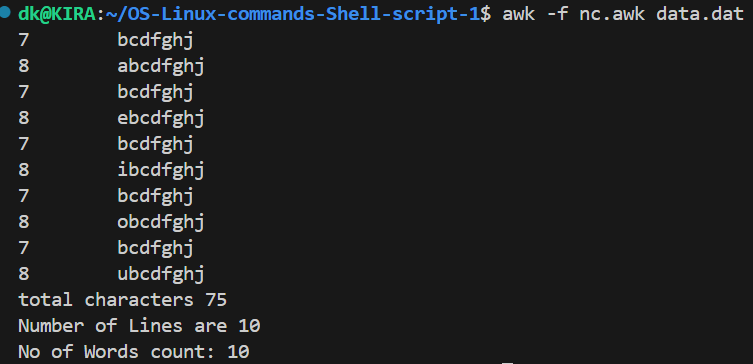 dk@KIRA:~/OS-Linux-commands-Shell-script-1$ awk -f nc.awk data.dat
7       bcdfghj
8       abcdfghj
7       bcdfghj
8       ebcdfghj
7       bcdfghj
8       ibcdfghj
7       bcdfghj
8       obcdfghj
7       bcdfghj
8       ubcdfghj
total characters 75
Number of Lines are 10
No of Words count: 10